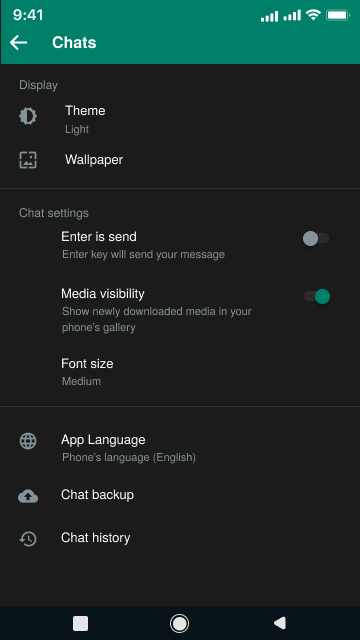 9:41
Chats
Display
Theme
Light
Wallpaper
Chat settings
Enter is send
Enter key will send your message
Media visibility
Show newly downloaded media in your
phone's gallery
Font size
Medium
App Language
Phone's language (English)
Chat backup
Chat history